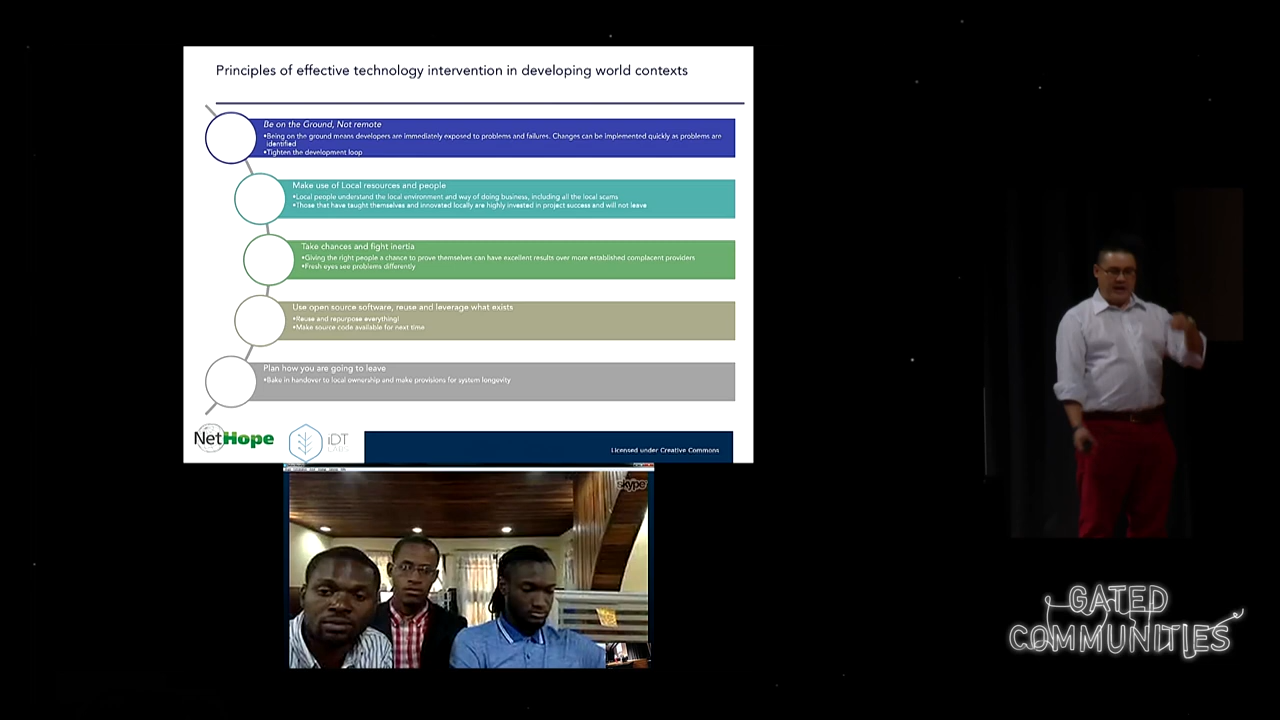 Principles of effective technology intervention in developing world contexts
Be on the Ground, Not remote
•Being on the ground means developers are immediately exposed to problems and failures. Changes can be implemented quickly as problems are
identified
•Tighten the development loop
Make use of Local resources and people
•Local people understand the local environment and way of doing business, including all the local scams
•Those that have taught themselves and innovated locally are highly invested in project success and will not leave
Take chances and fight inertia
•Giving the right people a chance to prove themselves can have excellent results over more established complacent providers
•Fresh eyes see problems differently
Use open source software, reuse and leverage what exists
•Reuse and repurpose everything!
•Make source code available for next time
Plan how you are going to leave
•Bake in handover to local ownership and make provisions for system longevity
NetHope
iDT
LABS
Licensed under Creative Commons
skype
GATED
COMMUNITIES